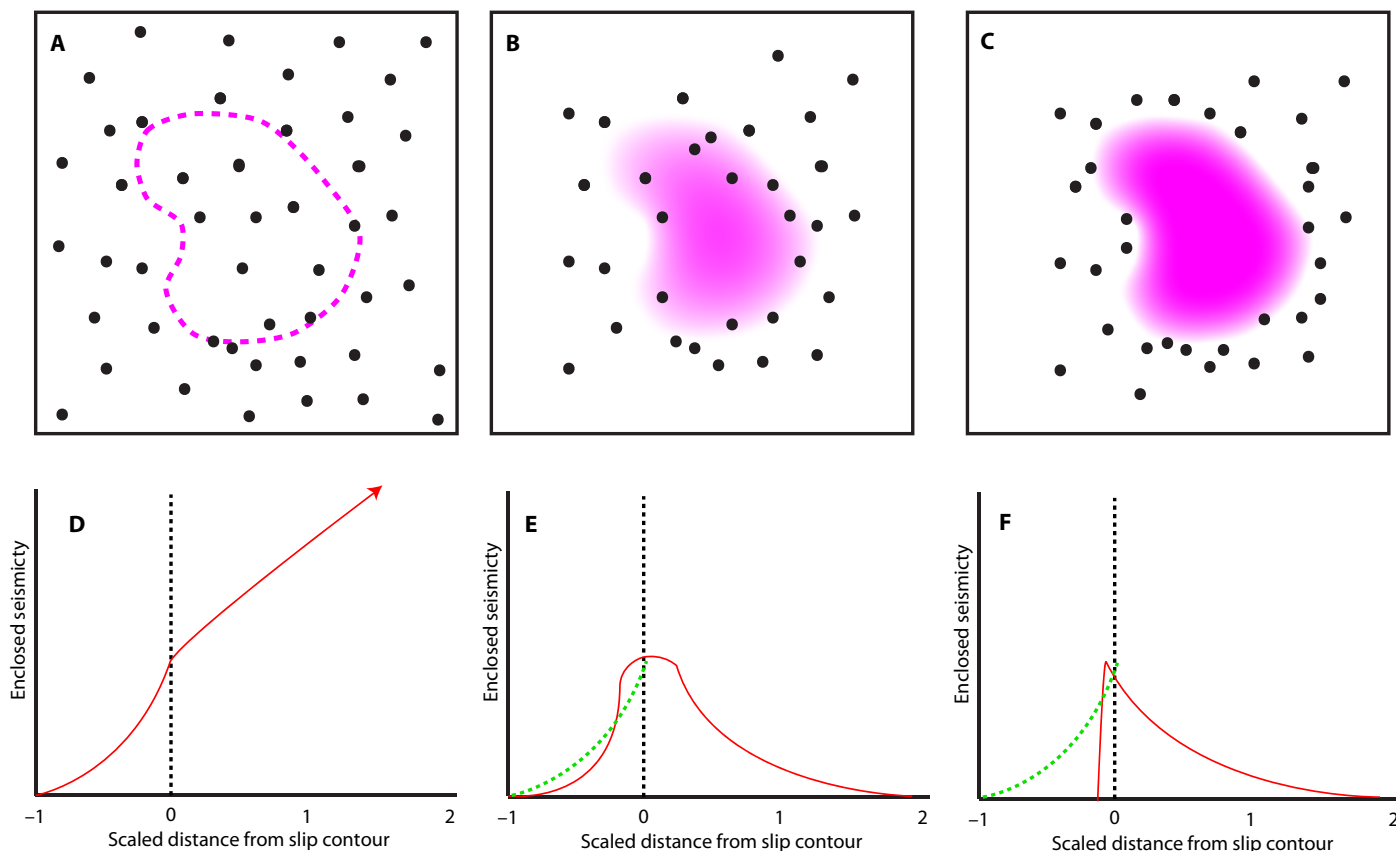 A
B
C
D
E
F
Enclosed seismicty
–1
0
1
2
Scaled distance from slip contour
Enclosed seismicty
–1
0
1
2
Scaled distance from slip contour
Enclosed seismicty
–1
0
1
2
Scaled distance from slip contour